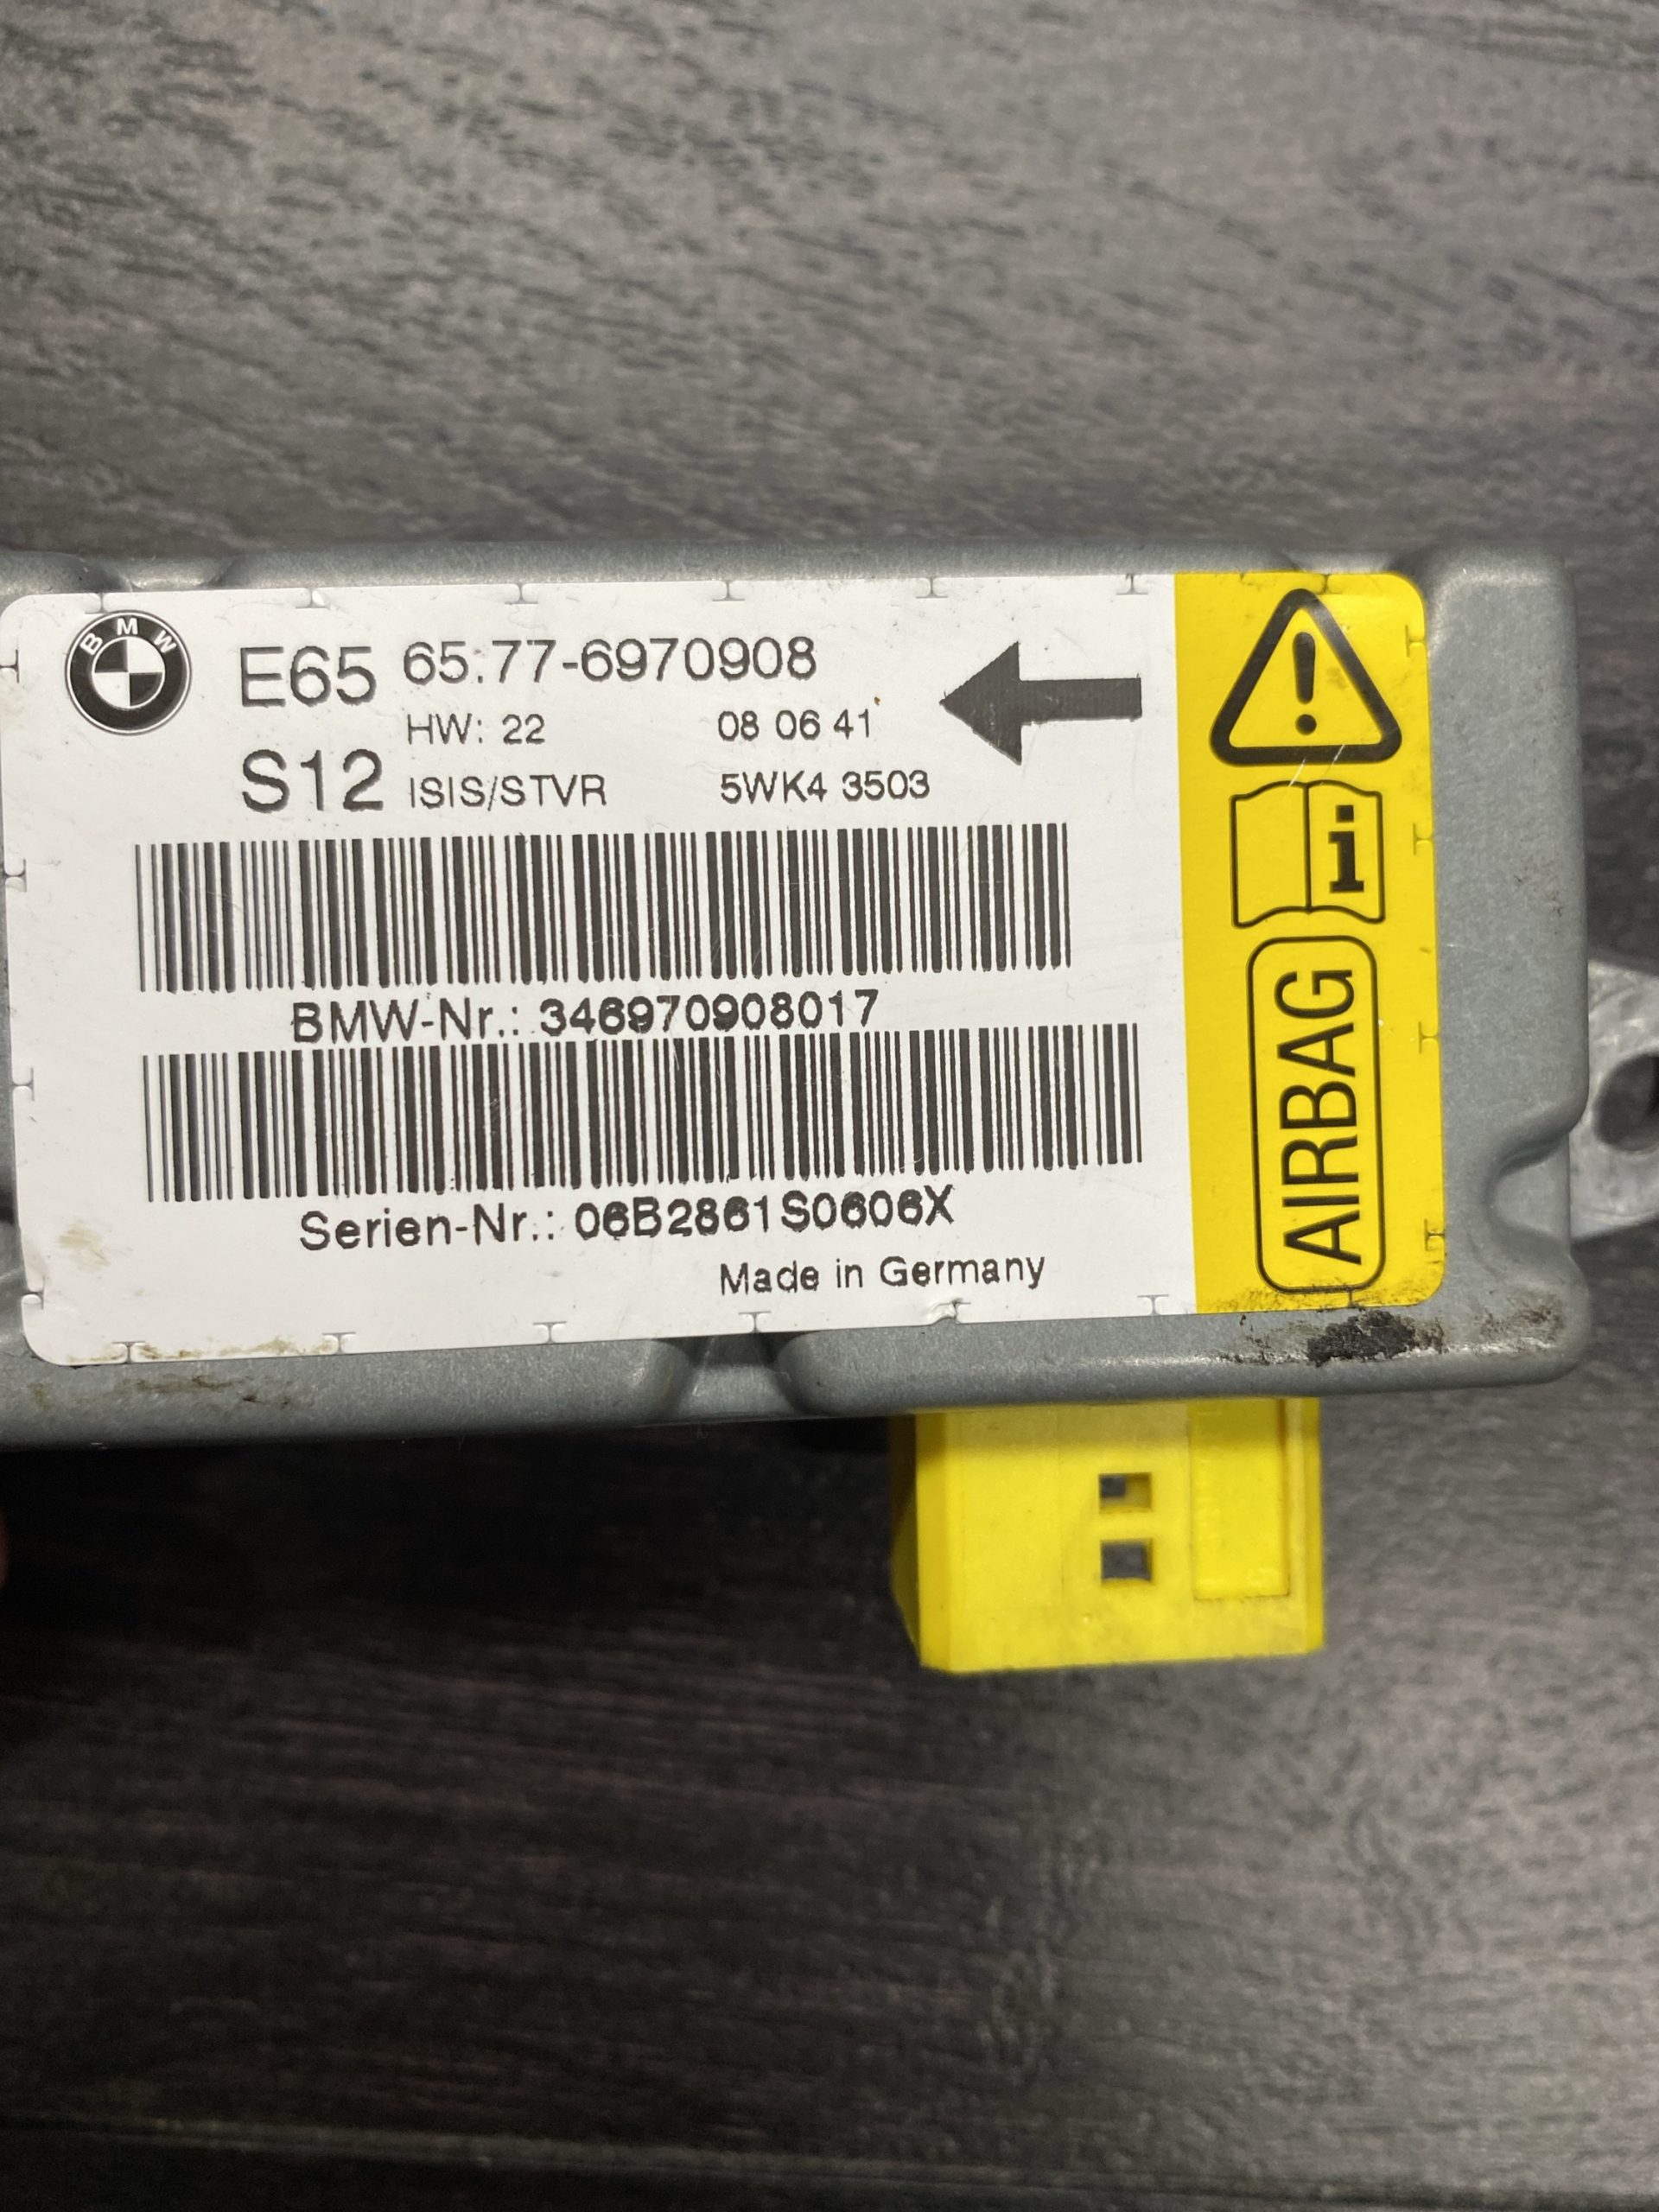 BMW
E65 65.77-6970908
HW: 22 08 06 41
S12 ISIS/STVR 5WK4 3503
BMW-Nr.: 346970908017
Serien-Nr.: 06B2861S0606X
Made in Germany
i
AIRBAG